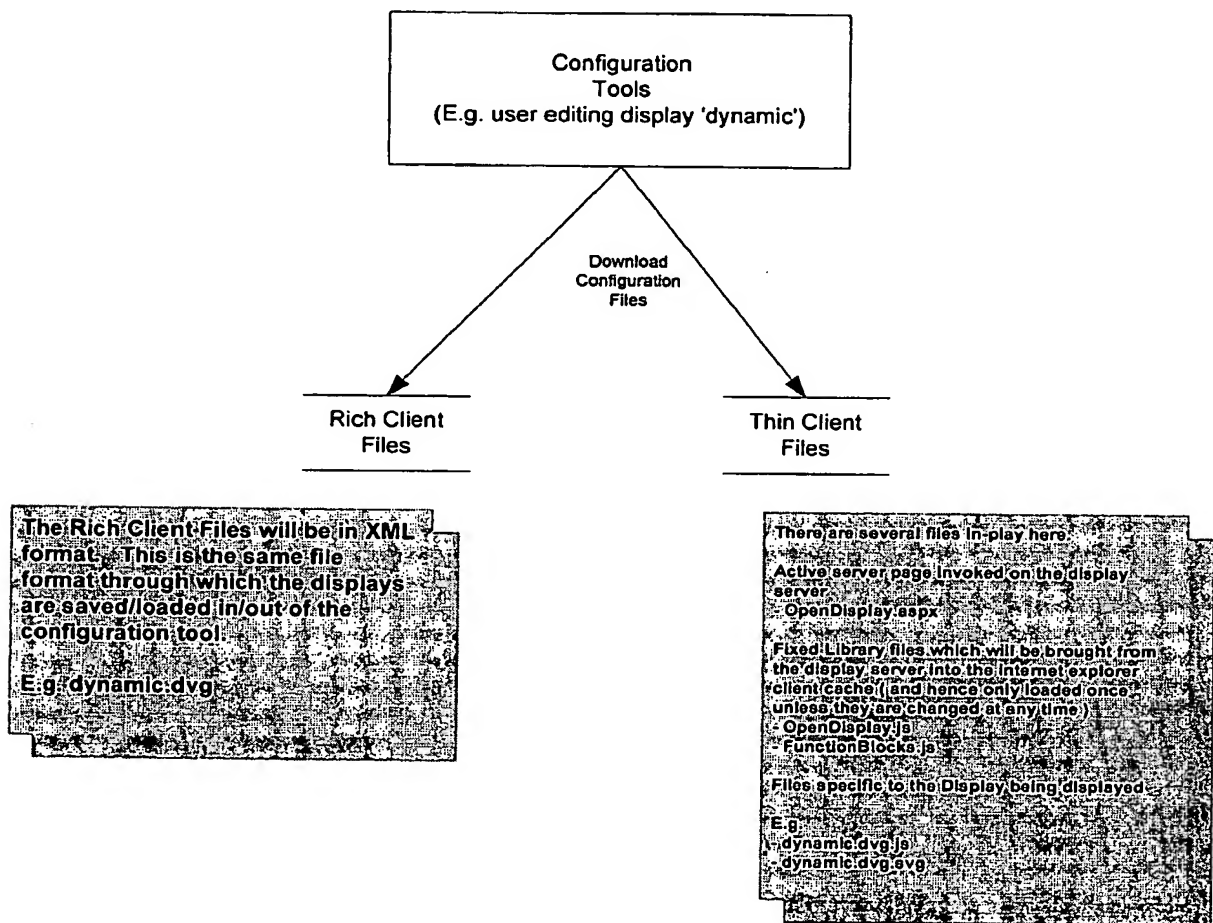 Configuration
Tools
(E.g. user editing display 'dynamic')
Download
Configuration
Files
Rich Client
Files
Thin Client
Files
The Rich Client Files will be in XML
format. This is the same file
format through which the displays
are saved/loaded in/out of the
configuration tool.
E.g. dynamic.dvg
There are several files in-play here.
Active server page invoked on the display
server
OpenDisplay.aspx
Fixed Library files which will be brought from
the display server into the internet explorer
client cache ( and hence only loaded once
unless they are changed at any time )
- OpenDisplay.js
- FunctionBlocks.js
Files specific to the Display being displayed
E.g.
- dynamic.dvg.js
- dynamic.dvg.svg